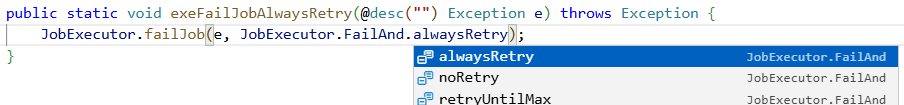 public static void exeFailJobAlwaysRetry(@desc("") Exception e) throws Exception {
JobExecutor.failJob(e, JobExecutor.FailAnd.alwaysRetry);
}
alwaysRetry JobExecutor.FailAnd
noRetry JobExecutor.FailAnd
retryUntilMax JobExecutor.FailAnd